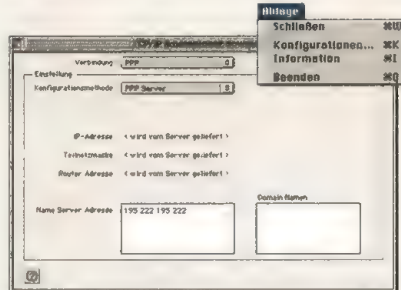 Ablage
Schließen ⌘W
Konfigurationen... ⌘K
Information ⌘I
Beenden ⌘Q
Verbindung: PPP
Einstellung
Konfigurationsmethode PPP Server
IP-Adresse < wird vom Server geliefert >
Teilnetzmaske < wird vom Server geliefert >
Router Adresse < wird vom Server geliefert >
Name Server Adresse
195 222 195 222
Domain Namen